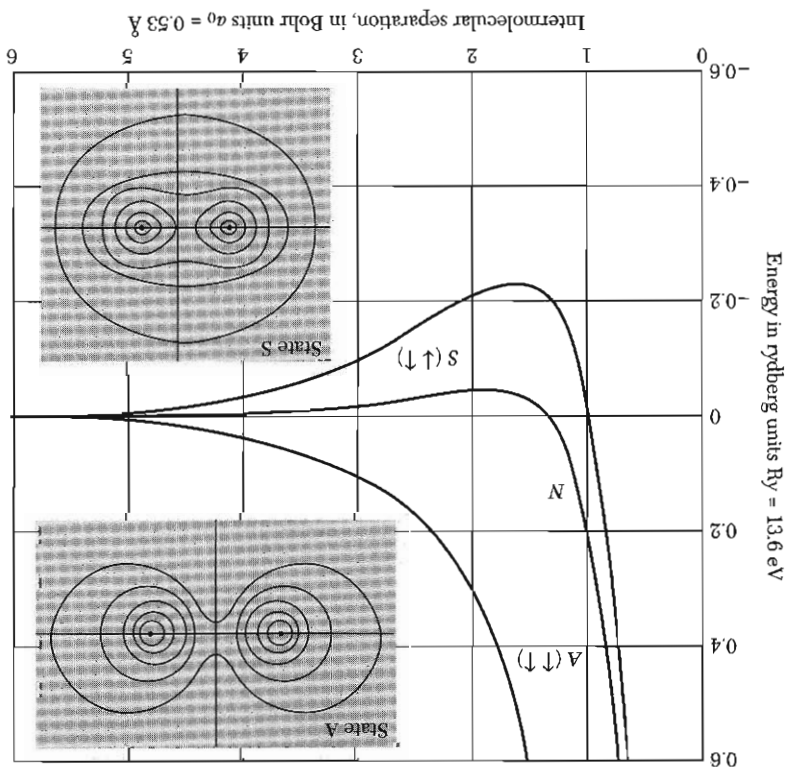 0.6
State A
A (↑↑)
0.4
0.2
N
0
S (↑↓)
State S
−0.2
−0.4
−0.6
0 1 2 3 4 5 6
Intermolecular separation, in Bohr units a₀ = 0.53 Å
Energy in rydberg units Ry = 13.6 eV